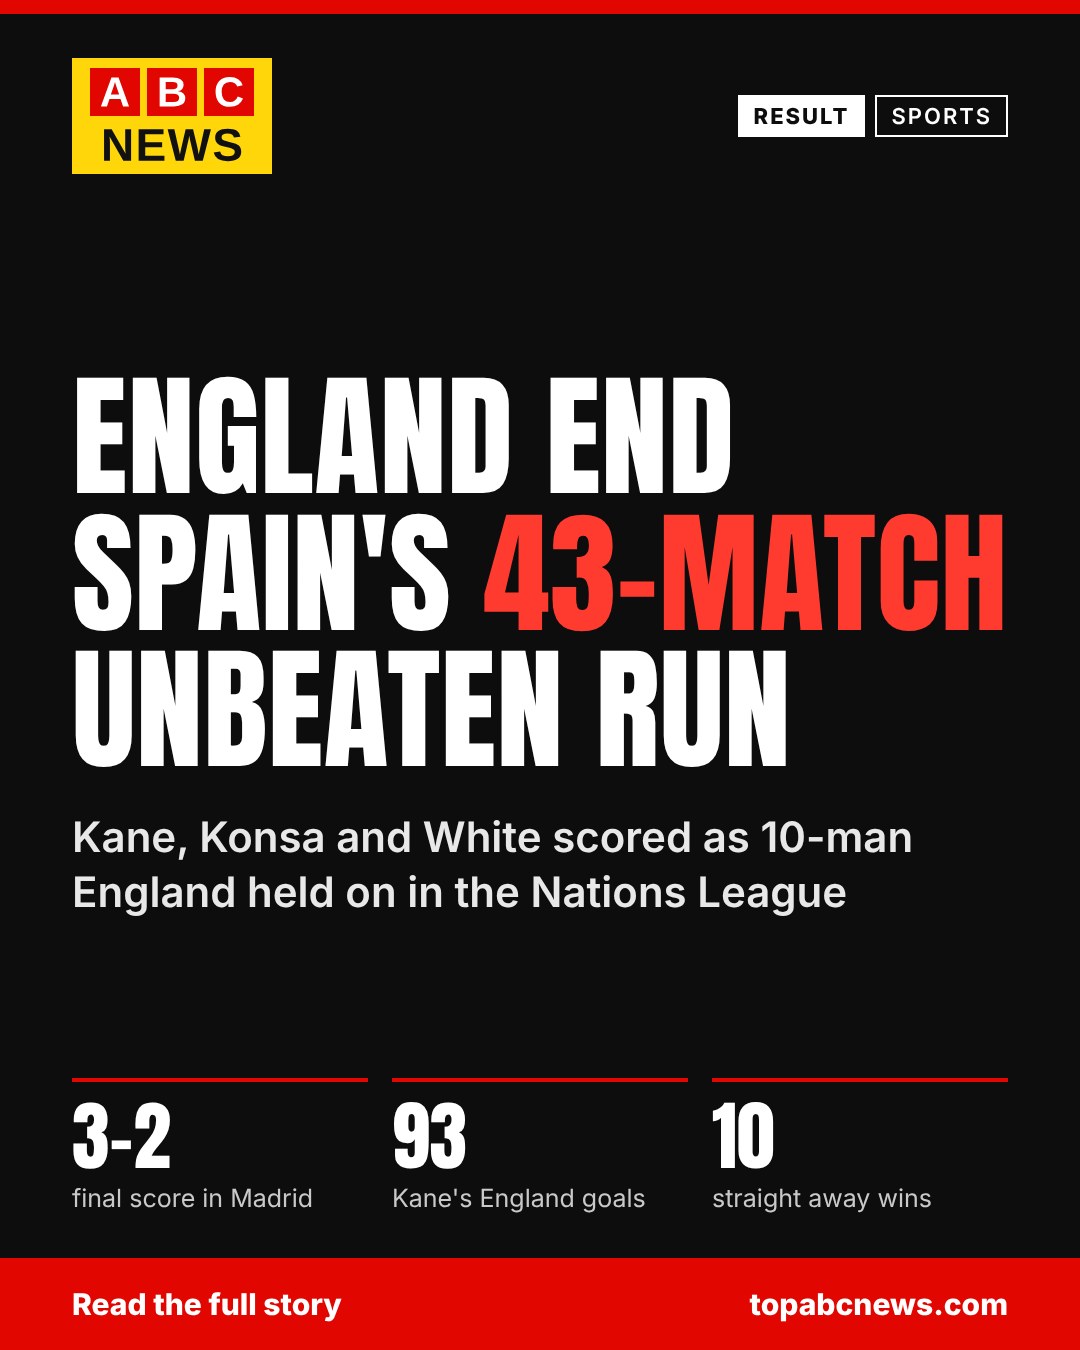 A B C
NEWS
RESULT SPORTS
ENGLAND END
SPAIN'S 43-MATCH
UNBEATEN RUN
Kane, Konsa and White scored as 10-man
England held on in the Nations League
3-2
final score in Madrid
93
Kane's England goals
10
straight away wins
Read the full story
topabcnews.com